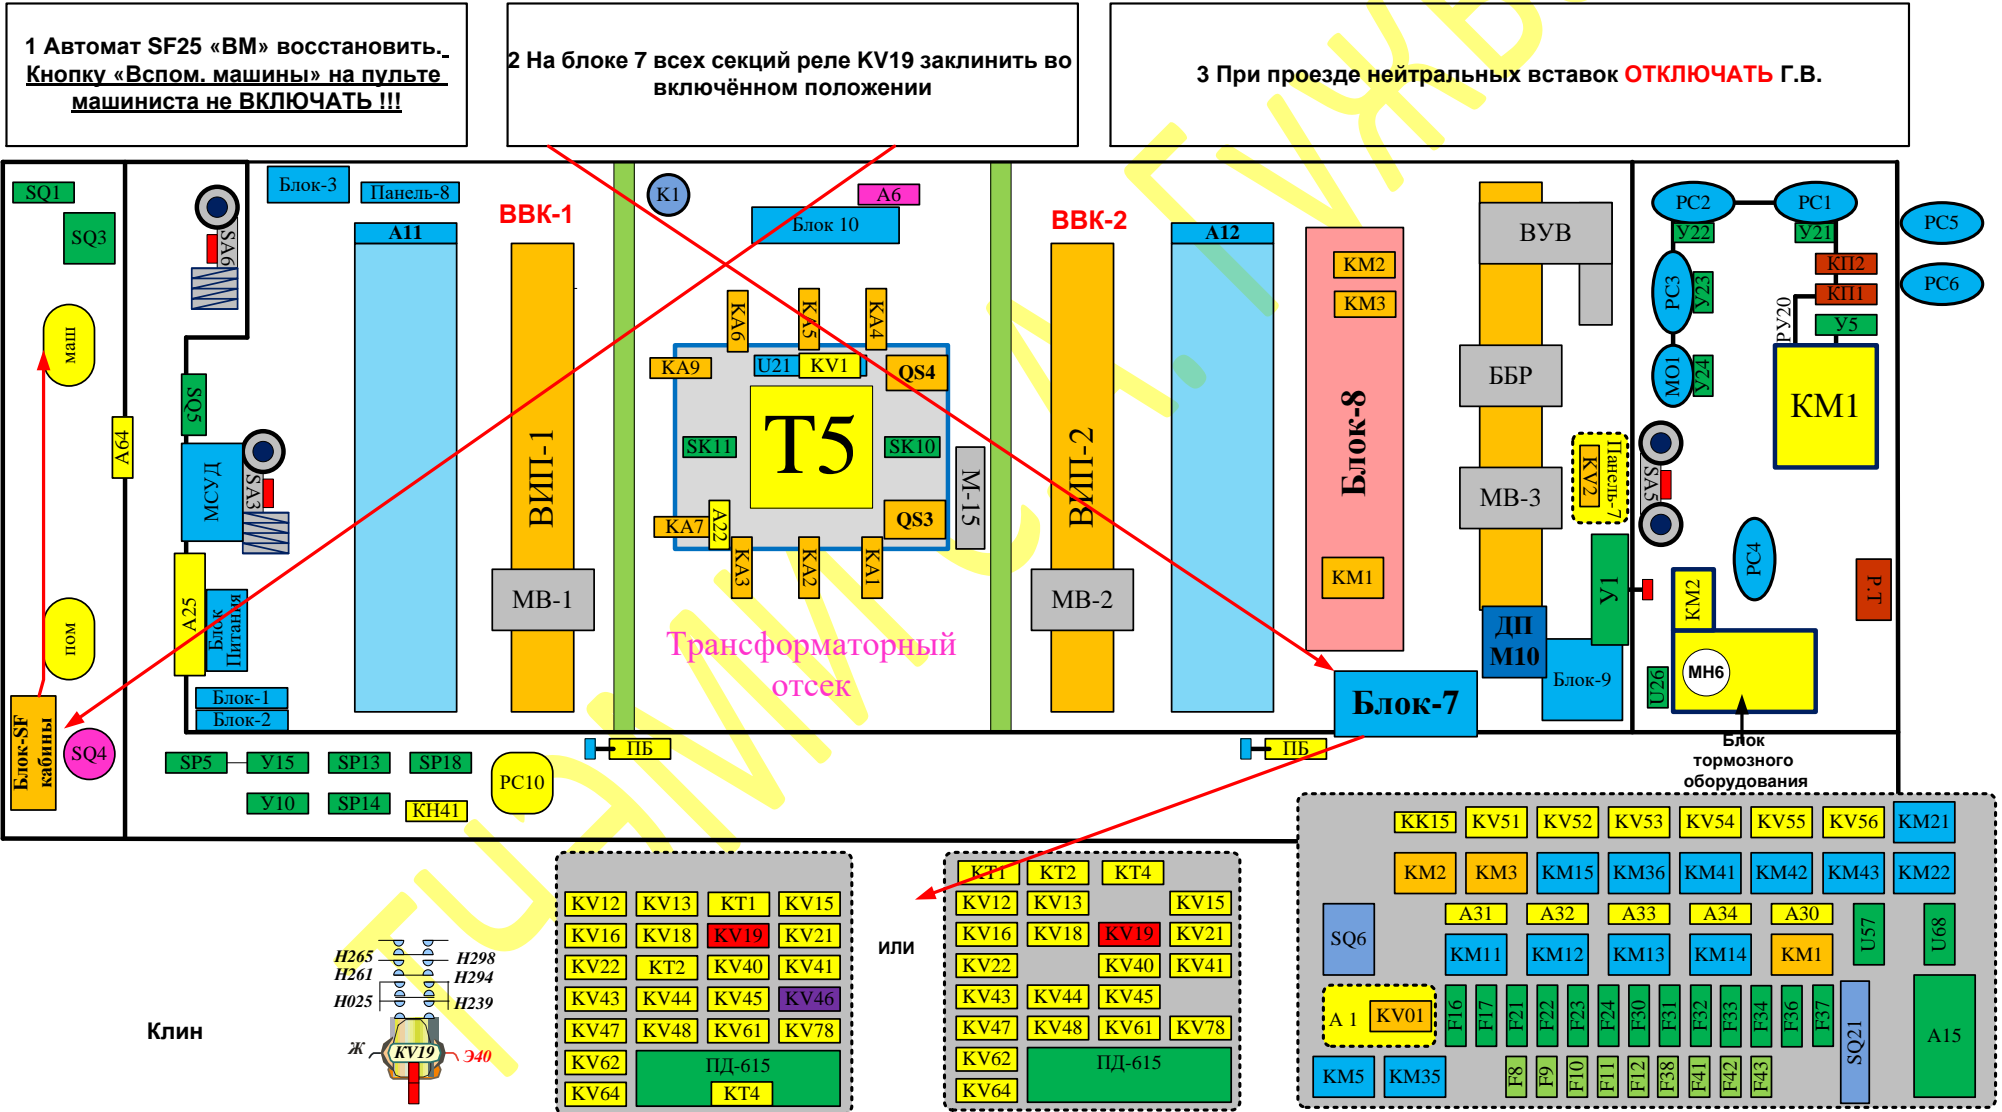 1 Автомат SF25 «ВМ» восстановить.
Кнопку «Вспом. машины» на пульте
машиниста не ВКЛЮЧАТЬ !!!
2 На блоке 7 всех секций реле KV19 заклинить во
включённом положении
3 При проезде нейтральных вставок ОТКЛЮЧАТЬ Г.В.
SQ1
SQ3
маш
пом
Блок-SF
кабины
SQ4
A64
SA6
Блок-3
Панель-8
SQ5
МСУД
SA3
A25
Блок
Питания
Блок-1
Блок-2
A11
ВВК-1
ВИП-1
МВ-1
K1
A6
Блок 10
KA6
KA5
KA4
KA9
U21
KV1
QS4
T5
SK11
SK10
M-15
KA7
A22
QS3
KA3
KA2
KA1
Трансформаторный
отсек
ВВК-2
ВИП-2
МВ-2
A12
KM2
KM3
Блок-8
KM1
Блок-7
ВУВ
ББР
МВ-3
ДП
М10
Блок-9
Панель-7
KV2
У1
SA5
РС2
РС1
У22
У21
РС3
У23
КП2
КП1
РУ20
У5
МО1
У24
КМ1
РС5
РС6
РС4
Р.Т
КМ2
МН6
U26
Блок
тормозного
оборудования
SP5
У15
SP13
SP18
У10
SP14
КН41
РС10
ПБ
ПБ
Клин
Н265
Н298
Н261
Н294
Н025
Н239
Ж
KV19
Э40
KV12
KV13
KT1
KV15
KV16
KV18
KV19
KV21
KV22
KT2
KV40
KV41
KV43
KV44
KV45
KV46
KV47
KV48
KV61
KV78
KV62
ПД-615
KV64
KT4
или
KT1
KT2
KT4
KV12
KV13
KV15
KV16
KV18
KV19
KV21
KV22
KV40
KV41
KV43
KV44
KV45
KV47
KV48
KV61
KV78
KV62
ПД-615
KV64
KK15
KV51
KV52
KV53
KV54
KV55
KV56
KM21
KM2
KM3
KM15
KM36
KM41
KM42
KM43
KM22
SQ6
A31
A32
A33
A34
A30
U57
U68
KM11
KM12
KM13
KM14
KM1
A 1
KV01
F16
F17
F21
F22
F23
F24
F30
F31
F32
F33
F34
F36
F37
SQ21
A15
KM5
KM35
F8
F9
F10
F11
F12
F38
F41
F42
F43